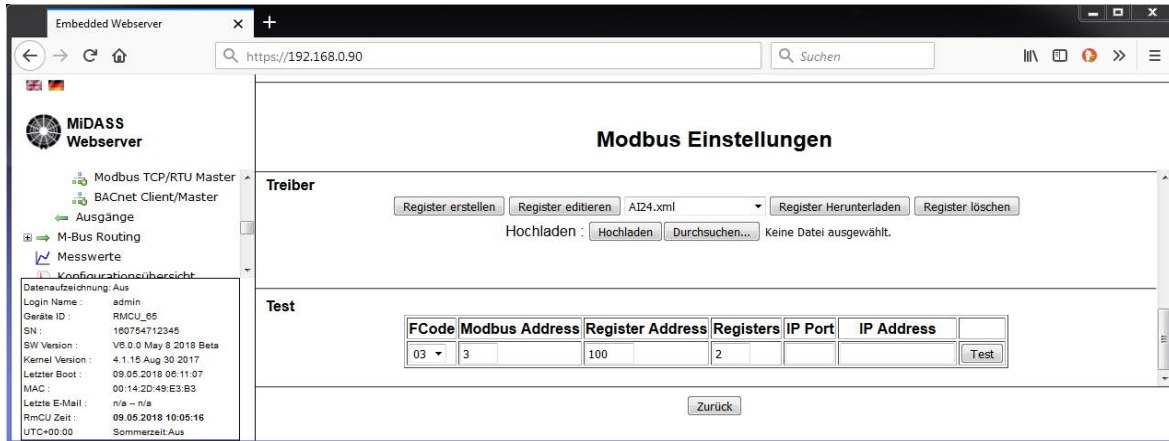 Embedded Webserver
https://192.168.0.90
Suchen
MiDASS
Webserver
Modbus TCP/RTU Master
BACnet Client/Master
Ausgänge
M-Bus Routing
Messwerte
Konfigurationsübersicht
Datenaufzeichnung: Aus
Login Name : admin
Geräte ID : RMCU_65
SN : 160754712345
SW Version : V6.0.0 May 8 2018 Beta
Kernel Version : 4.1.15 Aug 30 2017
Letzter Boot : 09.05.2018 06:11:07
MAC : 00:14:2D:49:E3:B3
Letzte E-Mail : n/a -- n/a
RmCU Zeit : 09.05.2018 10:05:16
UTC+00:00 Sommerzeit:Aus
Modbus Einstellungen
Treiber
Register erstellen Register editieren AI24.xml Register Herunterladen Register löschen
Hochladen : Hochladen Durchsuchen... Keine Datei ausgewählt.
Test
FCode Modbus Address Register Address Registers IP Port IP Address
03 3 100 2 Test
Zurück